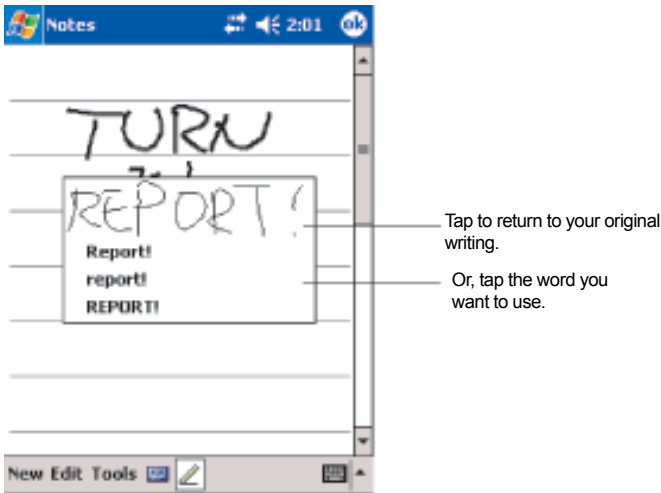 Notes 2:01 ok
TURN
REPORT!
Report!
report!
REPORT!
Tap to return to your original
writing.
Or, tap the word you
want to use.
New Edit Tools